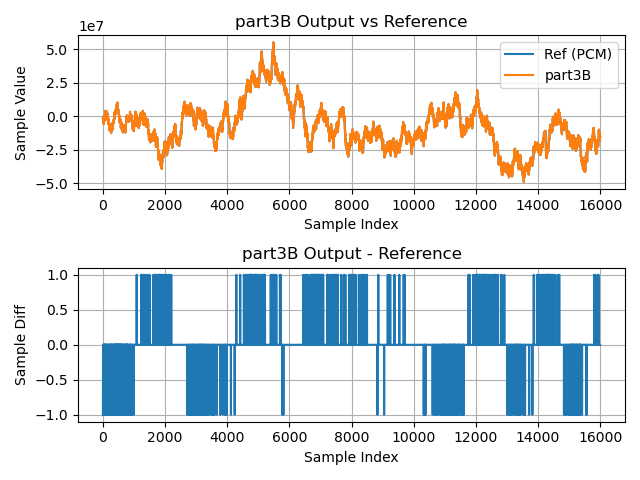 part3B Output vs Reference
1e7
5.0
2.5
0.0
−2.5
−5.0
Sample Value
Ref (PCM)
part3B
0 2000 4000 6000 8000 10000 12000 14000 16000
Sample Index
part3B Output - Reference
1.0
0.5
0.0
−0.5
−1.0
Sample Diff
0 2000 4000 6000 8000 10000 12000 14000 16000
Sample Index